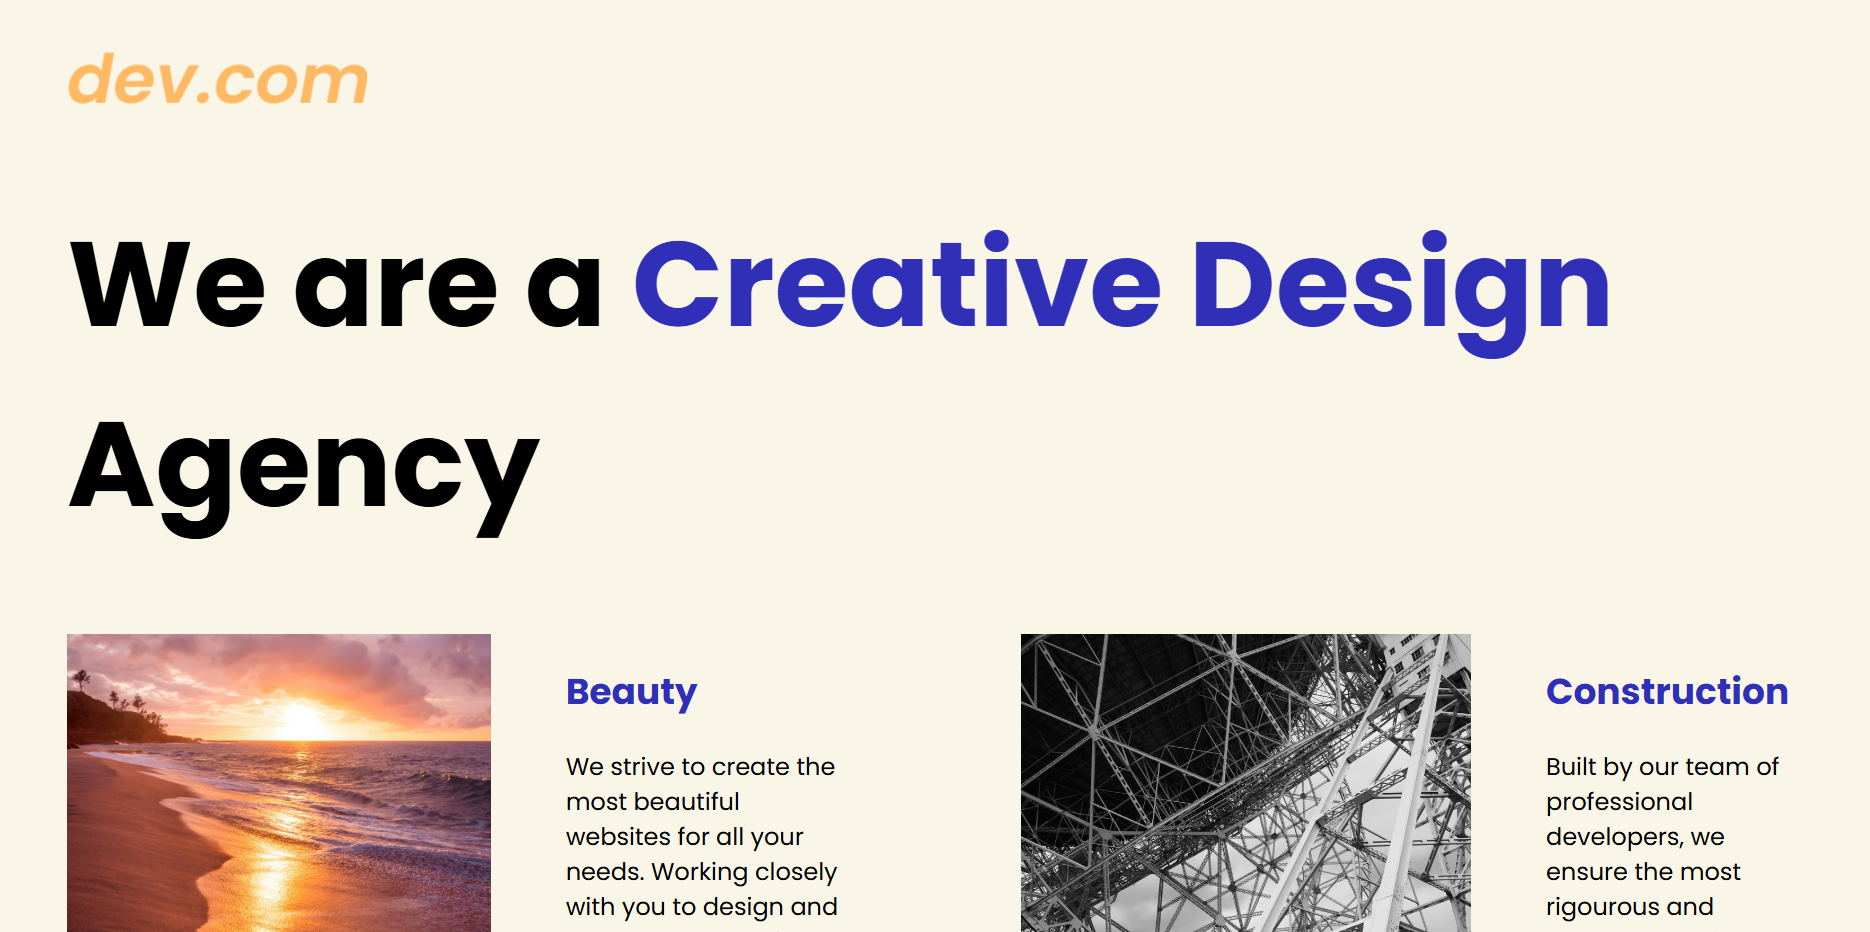 dev.com
We are a Creative Design
Agency
Beauty
We strive to create the
most beautiful
websites for all your
needs. Working closely
with you to design and
Construction
Built by our team of
professional
developers, we
ensure the most
rigourous and